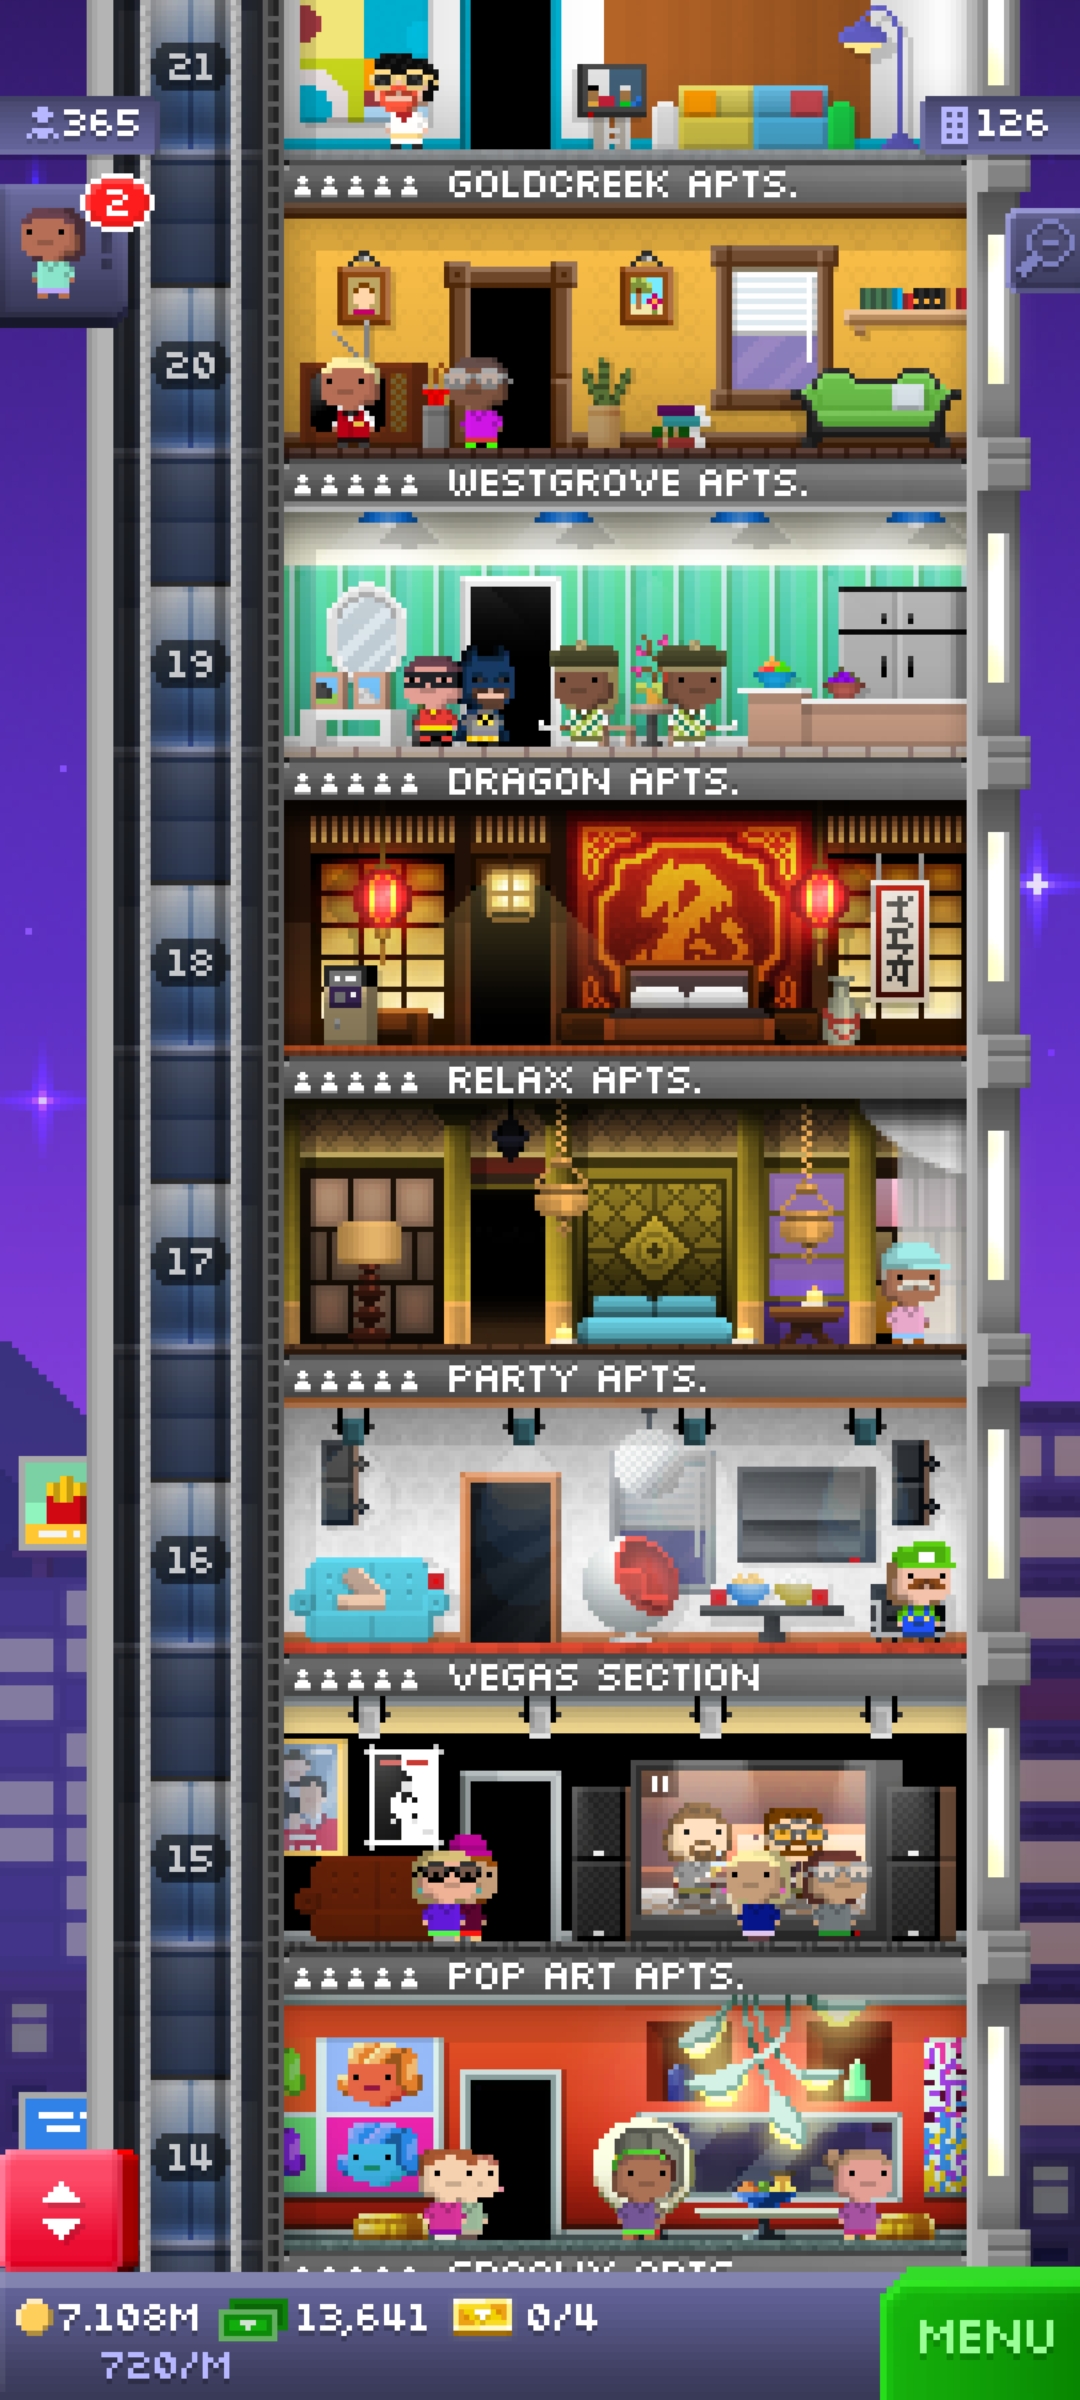 21
365
126
GOLDCREEK APTS.
2
20
WESTGROVE APTS.
19
DRAGON APTS.
18
RELAX APTS.
17
PARTY APTS.
16
VEGAS SECTION
15
POP ART APTS.
14
7.108M 13,641 0/4
720/M
MENU